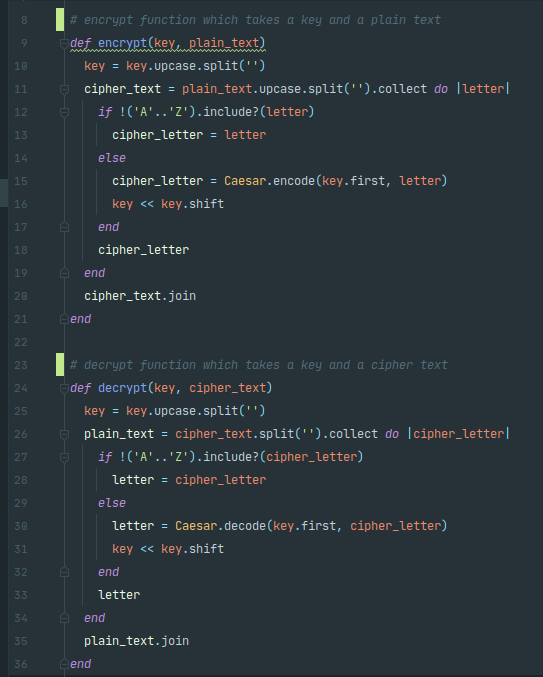 8 # encrypt function which takes a key and a plain text
9 def encrypt(key, plain_text)
10 key = key.upcase.split('')
11 cipher_text = plain_text.upcase.split('').collect do |letter|
12 if !('A'..'Z').include?(letter)
13 cipher_letter = letter
14 else
15 cipher_letter = Caesar.encode(key.first, letter)
16 key << key.shift
17 end
18 cipher_letter
19 end
20 cipher_text.join
21 end
22
23 # decrypt function which takes a key and a cipher text
24 def decrypt(key, cipher_text)
25 key = key.upcase.split('')
26 plain_text = cipher_text.split('').collect do |cipher_letter|
27 if !('A'..'Z').include?(cipher_letter)
28 letter = cipher_letter
29 else
30 letter = Caesar.decode(key.first, cipher_letter)
31 key << key.shift
32 end
33 letter
34 end
35 plain_text.join
36 end